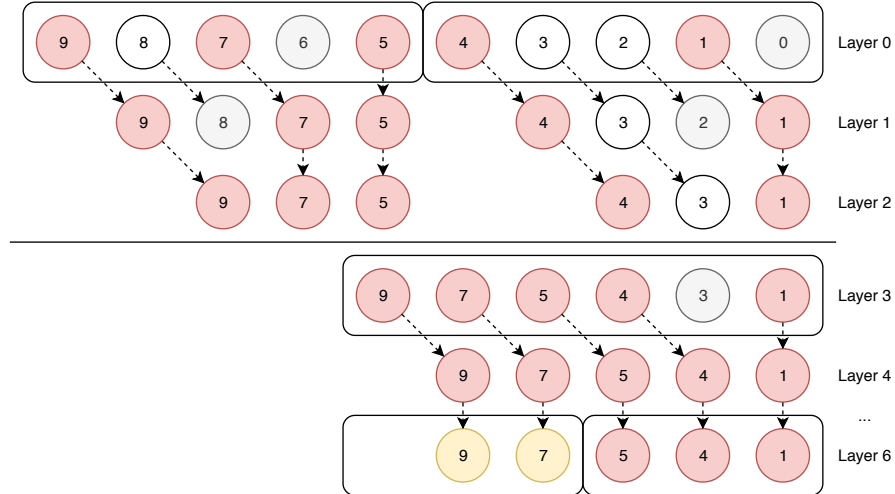 9 8 7 6 5 4 3 2 1 0 Layer 0
9 8 7 5 4 3 2 1 Layer 1
9 7 5 4 3 1 Layer 2
9 7 5 4 3 1 Layer 3
9 7 5 4 1 Layer 4
...
9 7 5 4 1 Layer 6